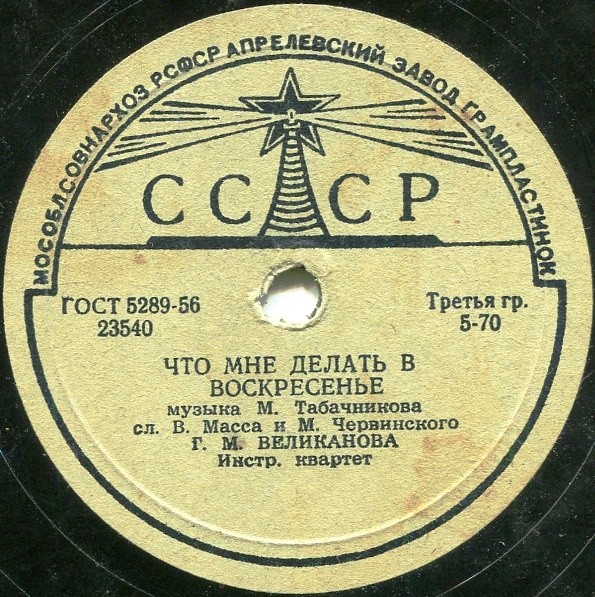 МОСОБЛСОВНАРХОЗ РСФСР АПРЕЛЕВСКИЙ ЗАВОД ГРАМПЛАСТИНОК
СССР
ГОСТ 5289-56
23540
Третья гр.
5-70
ЧТО МНЕ ДЕЛАТЬ В
ВОСКРЕСЕНЬЕ
музыка М. Табачникова
сл. В. Масса и М. Червинского
Г. М. ВЕЛИКАНОВА
Инстр. квартет